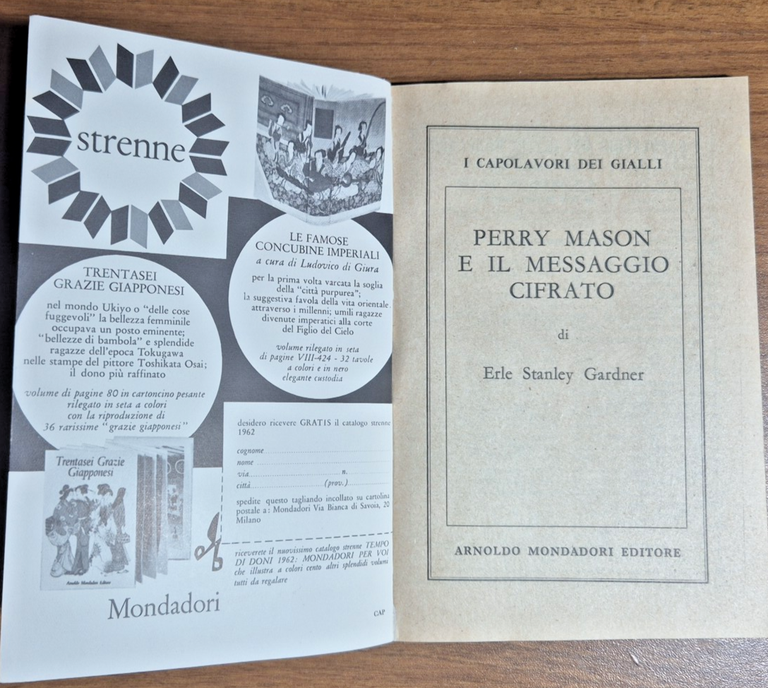 strenne
LE FAMOSE
CONCUBINE IMPERIALI
a cura di Ludovico di Giura
per la prima volta varcata la soglia
della "città purpurea";
la suggestiva favola della vita orientale
attraverso i millenni; umili ragazze
divenute imperatici alla corte
del Figlio del Cielo
volume rilegato in seta
di pagine VIII-424 - 32 tavole
a colori e in nero
elegante custodia
TRENTASEI
GRAZIE GIAPPONESI
nel mondo Ukiyo o "delle cose
fuggevoli" la bellezza femminile
occupava un posto eminente;
"bellezze di bambola" e splendide
ragazze dell'epoca Tokugawa
nelle stampe del pittore Toshikata Osai;
il dono più raffinato
volume di pagine 80 in cartoncino pesante
rilegato in seta a colori
con la riproduzione di
36 rarissime "grazie giapponesi"
Trentasei Grazie
Giapponesi
Arnoldo Mondadori Editore
Mondadori
desidero ricevere GRATIS il catalogo strenne
1962
cognome
nome
via n.
città (prov.)
spedite questo tagliando incollato su cartolina
postale a: Mondadori Via Bianca di Savoia, 20
Milano
riceverete il nuovissimo catalogo strenne TEMPO
DI DONI 1962: MONDADORI PER VOI
che illustra a colori cento altri splendidi volumi
tutti da regalare
CAP
I CAPOLAVORI DEI GIALLI
PERRY MASON
E IL MESSAGGIO
CIFRATO
di
Erle Stanley Gardner
ARNOLDO MONDADORI EDITORE